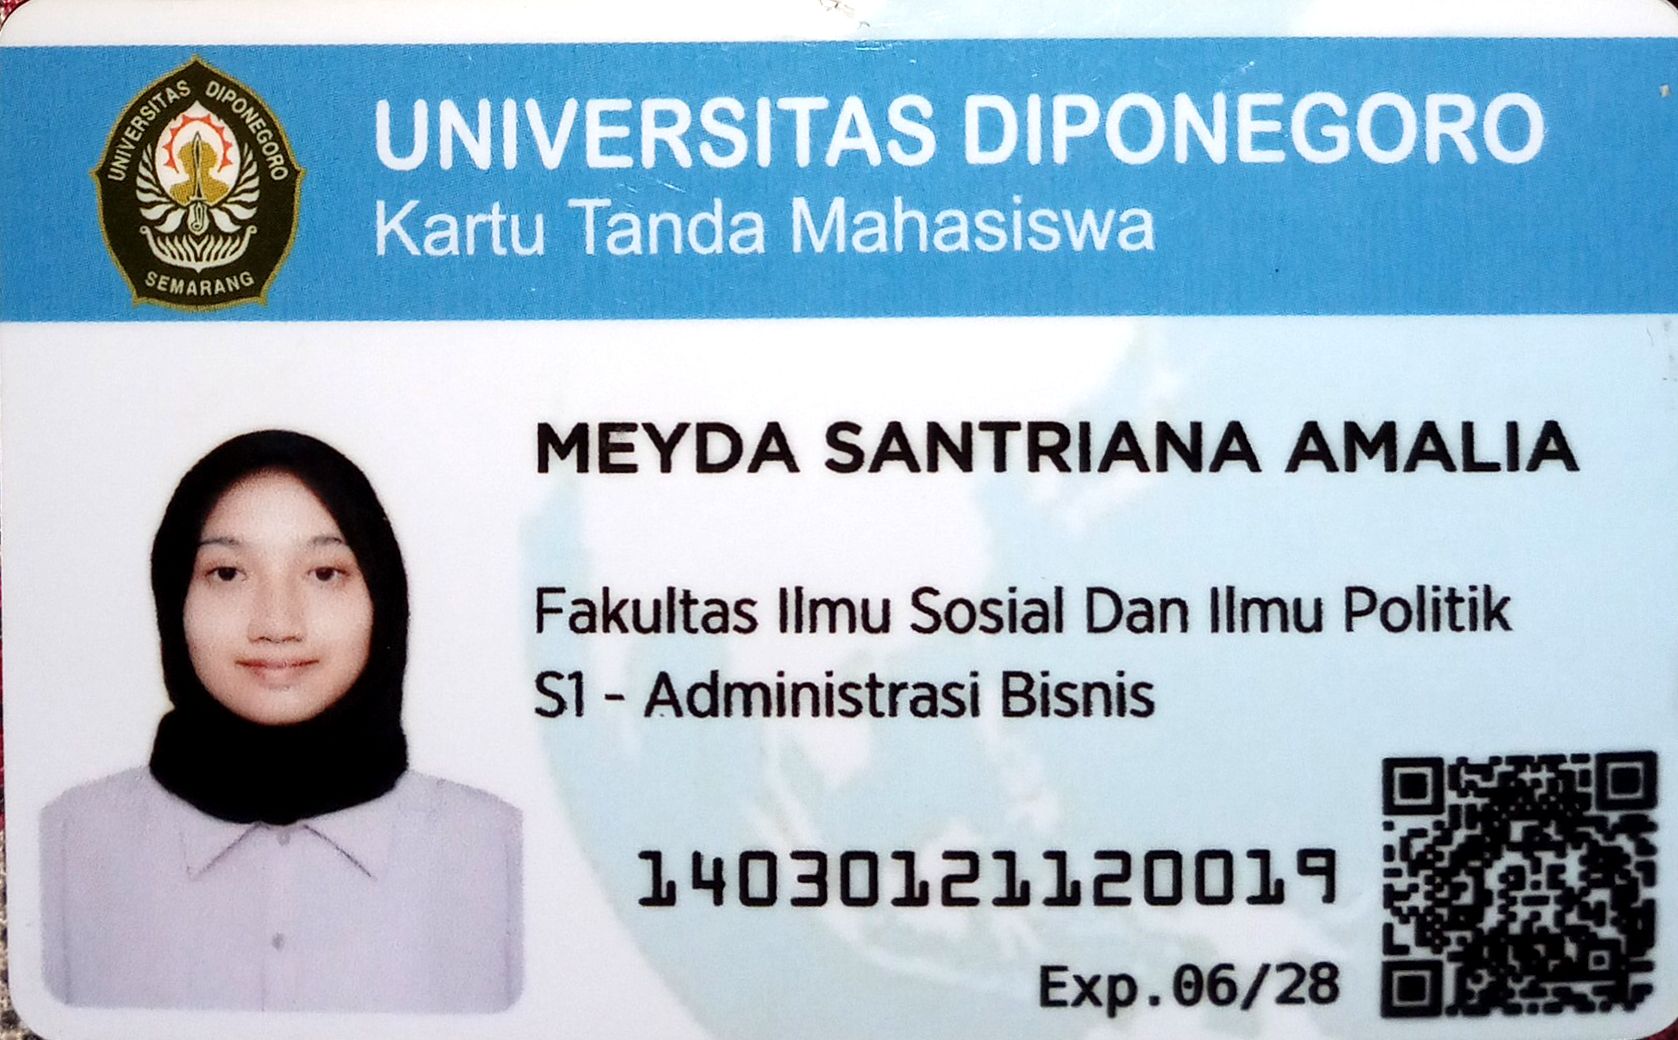 UNIVERSITAS DIPONEGORO
SEMARANG
UNIVERSITAS DIPONEGORO
Kartu Tanda Mahasiswa
MEYDA SANTRIANA AMALIA
Fakultas Ilmu Sosial Dan Ilmu Politik
S1 - Administrasi Bisnis
14030121120019
Exp.06/28